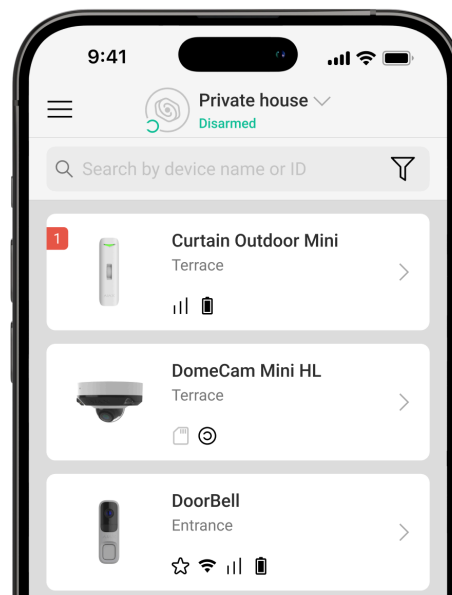 9:41
Private house
Disarmed
Search by device name or ID
1
Curtain Outdoor Mini
Terrace
DomeCam Mini HL
Terrace
DoorBell
Entrance